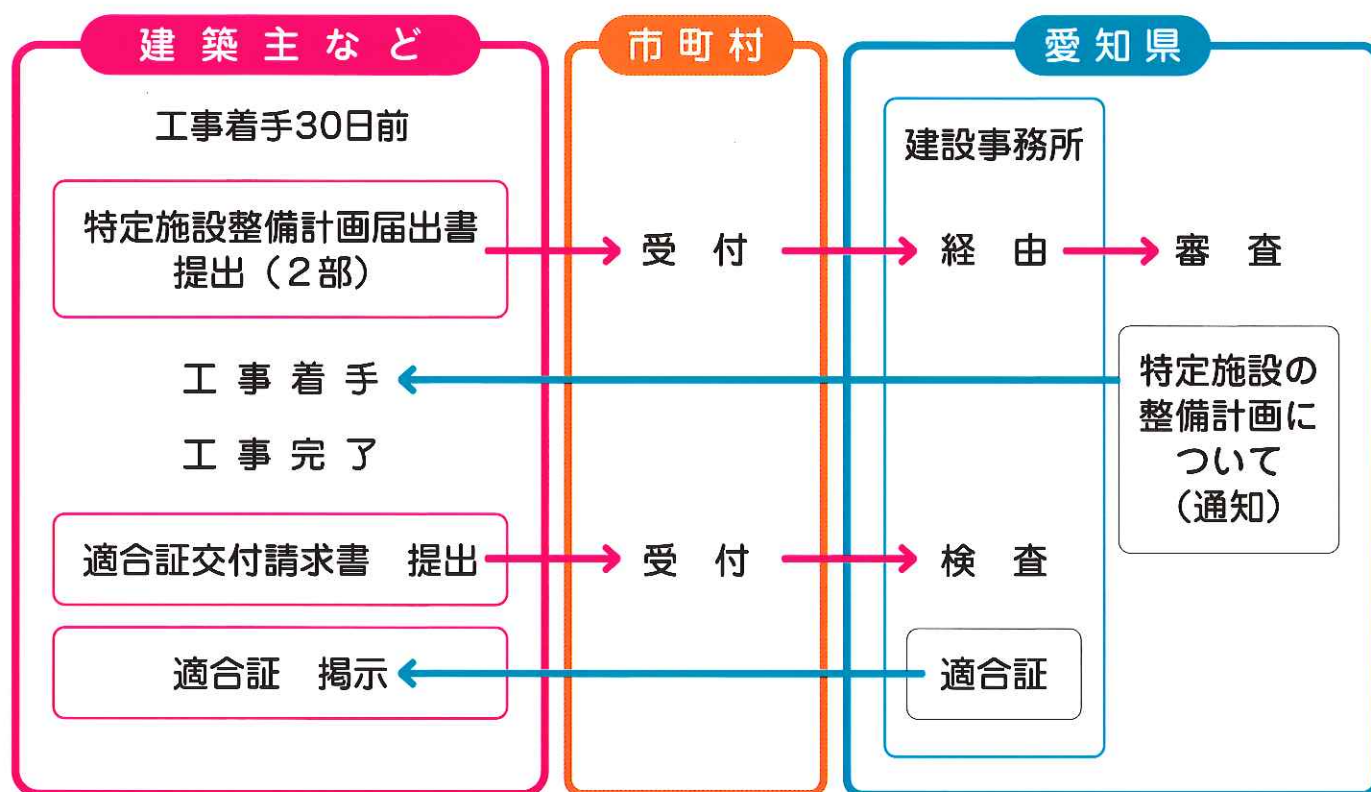 建築主など
市町村
愛知県
工事着手30日前
建設事務所
特定施設整備計画届出書
提出（２部）
受　付
経　由
審　査
工事着手
特定施設の
整備計画に
ついて
（通知）
工事完了
適合証交付請求書　提出
受　付
検　査
適合証　掲示
適合証